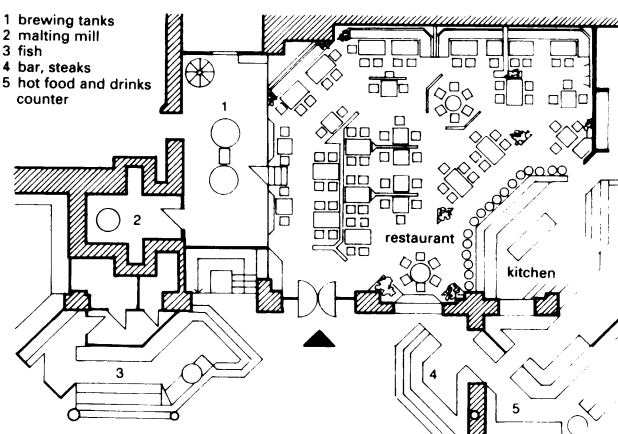 1 brewing tanks
2 malting mill
3 fish
4 bar, steaks
5 hot food and drinks
counter
1
2
restaurant
kitchen
3
4
5